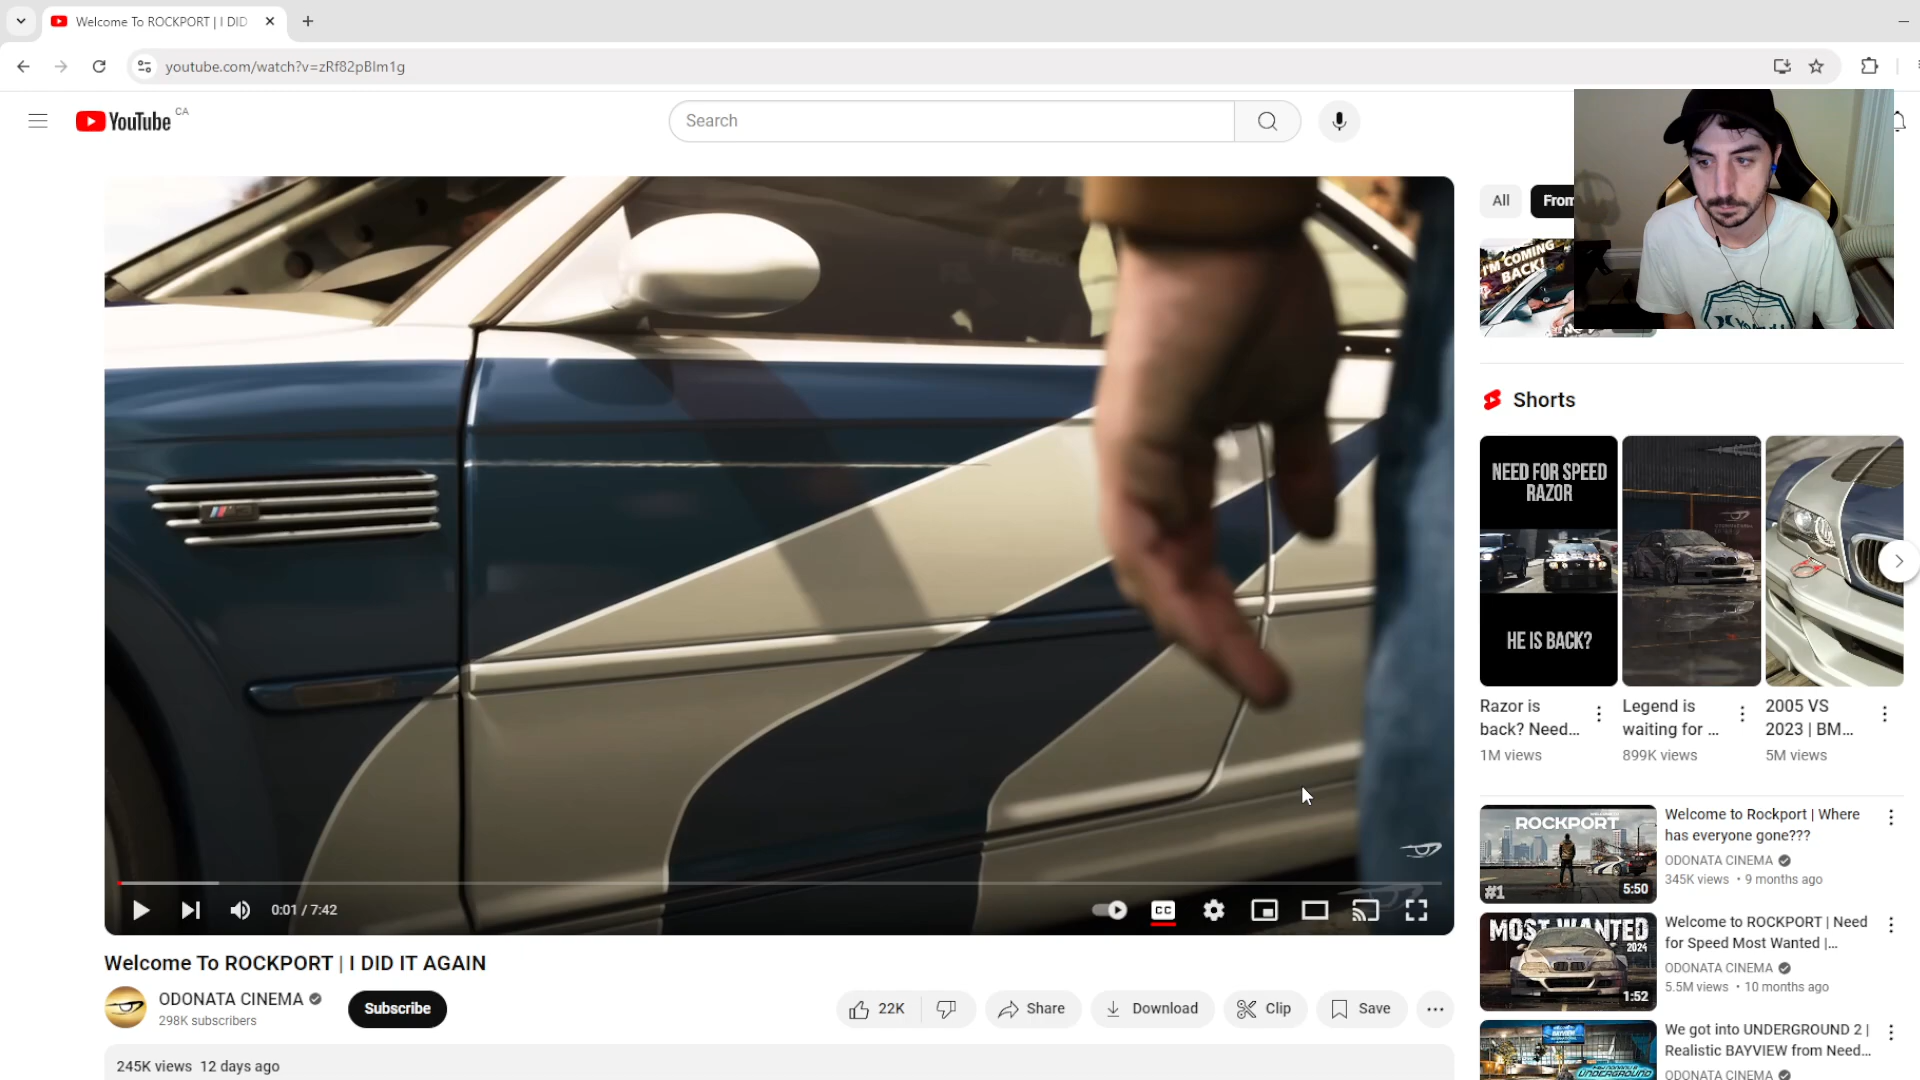 Welcome To ROCKPORT | I DID
youtube.com/watch?v=zRf82pBIm1g
YouTube CA
Search
All
From
I'M COMING
BACK!
Shorts
NEED FOR SPEED
RAZOR
HE IS BACK?
Razor is
back? Need...
1M views
Legend is
waiting for ...
899K views
2005 VS
2023 | BM...
5M views
0:01 / 7:42
CC
Welcome To ROCKPORT | I DID IT AGAIN
ODONATA CINEMA
298K subscribers
Subscribe
22K
Share
Download
Clip
Save
245K views 12 days ago
ROCKPORT
#1
5:50
Welcome to Rockport | Where
has everyone gone???
ODONATA CINEMA
345K views • 9 months ago
MOST WANTED
2024
1:52
Welcome to ROCKPORT | Need
for Speed Most Wanted |...
ODONATA CINEMA
5.5M views • 10 months ago
BAYVIEW
UNDERGROUND
We got into UNDERGROUND 2 |
Realistic BAYVIEW from Need...
ODONATA CINEMA